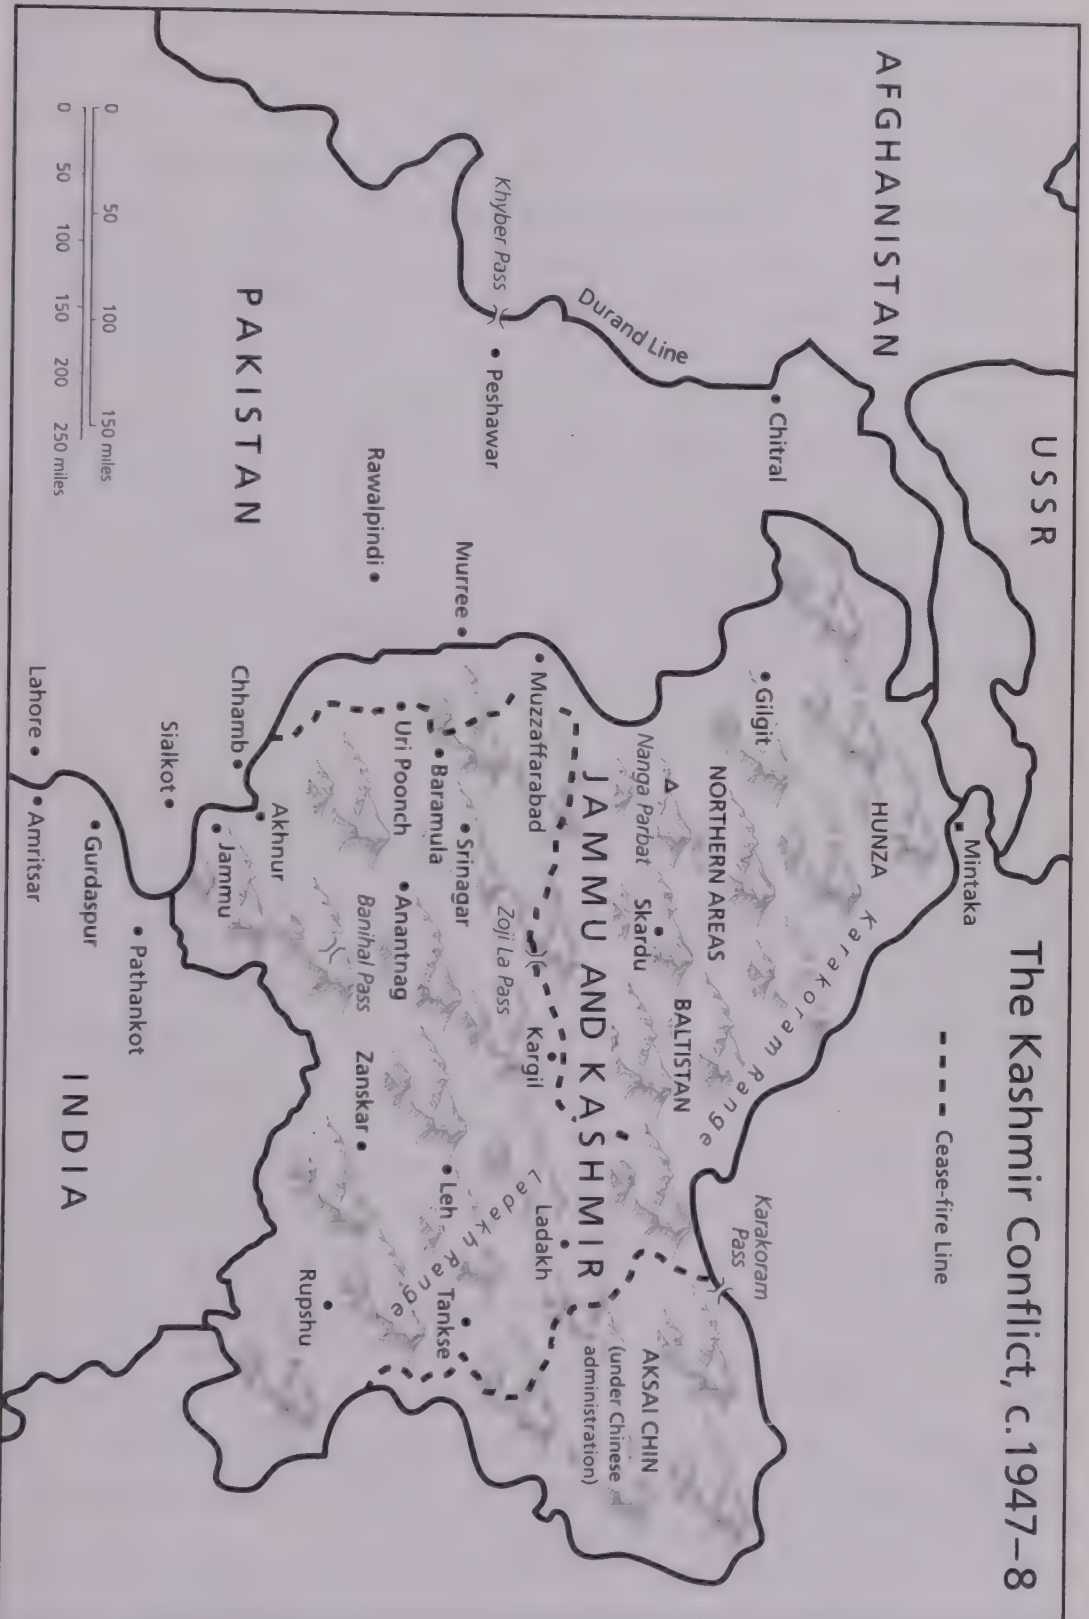 The Kashmir Conflict, c.1947–8
Cease-fire Line
USSR
AFGHANISTAN
Mintaka
HUNZA
Karakoram Range
Chitral
Gilgit
NORTHERN AREAS
Karakoram
Pass
Durand Line
Nanga Parbat
Skardu
BALTISTAN
AKSAI CHIN
(under Chinese
administration)
JAMMU AND KASHMIR
Khyber Pass
Peshawar
Muzzaffarabad
Zoji La Pass
Kargil
Ladakh
Ladakh Range
Murree
Srinagar
Baramula
Leh
Tankse
Uri Poonch
Anantnag
Rawalpindi
Banihal Pass
Zanskar
Rupshu
PAKISTAN
Chhamb
Akhnur
Jammu
Sialkot
Pathankot
Gurdaspur
INDIA
Lahore
Amritsar
0 50 100 150 miles
0 50 100 150 200 250 miles